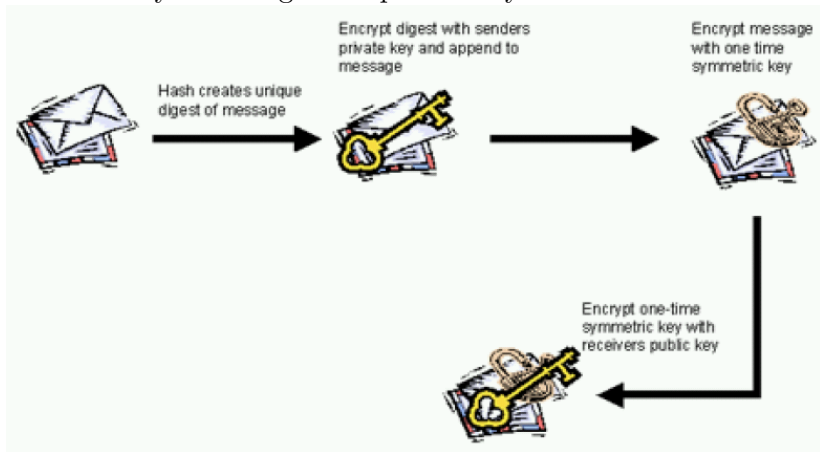 Encrypt digest with senders
private key and append to
message
Encrypt message
with one time
symmetric key
Hash creates unique
digest of message
Encrypt one-time
symmetric key with
receivers public key